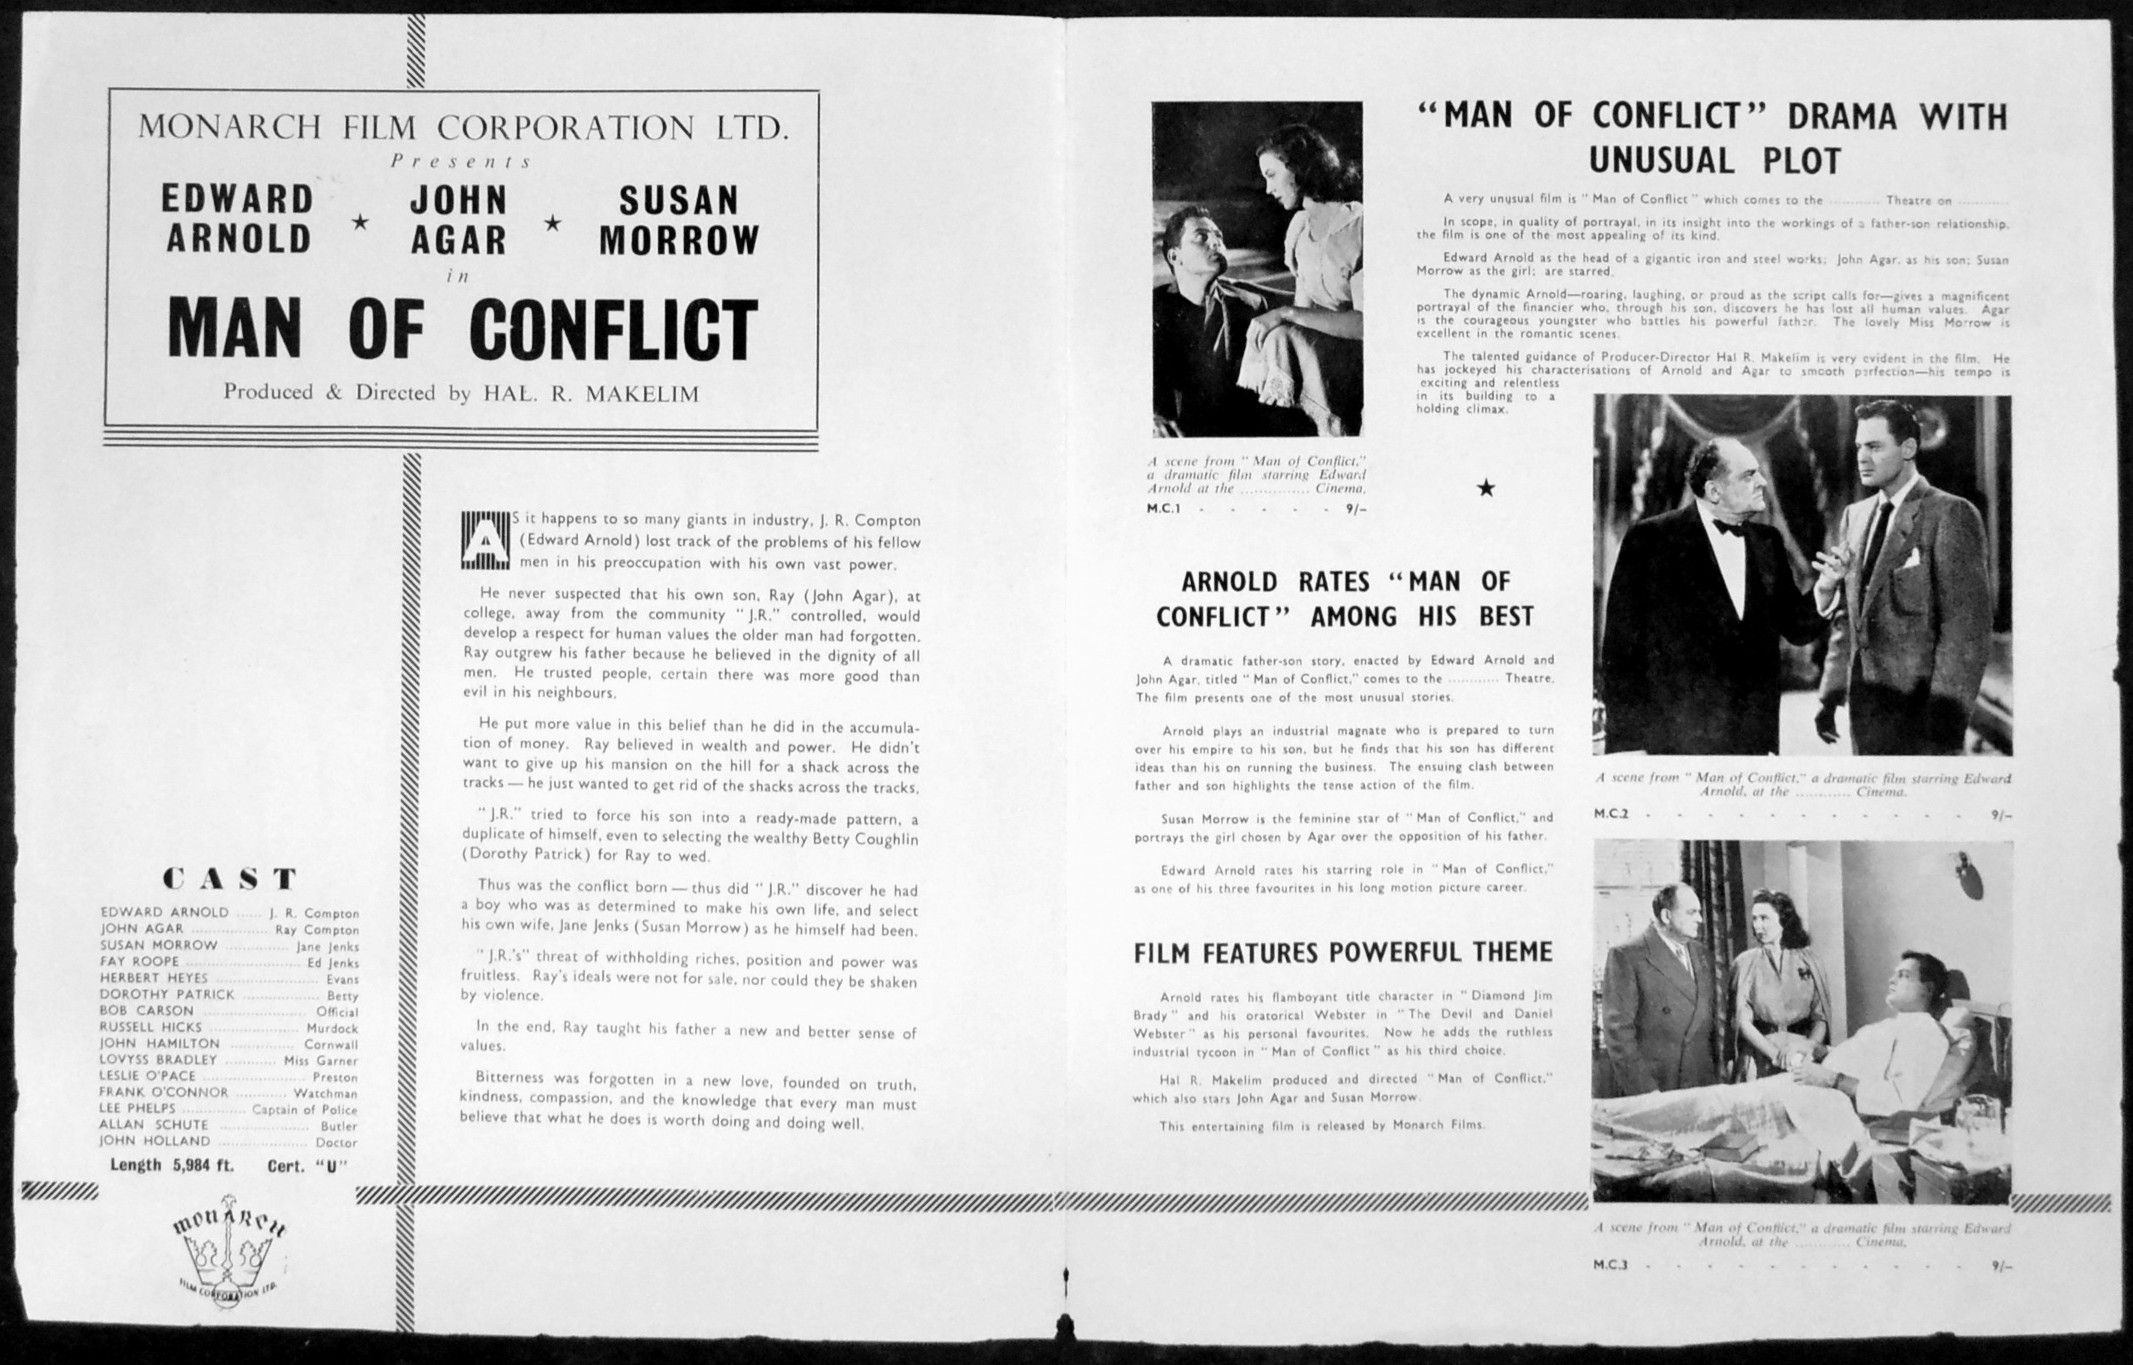 MONARCH FILM CORPORATION LTD.
Presents
EDWARD ARNOLD ★ JOHN AGAR ★ SUSAN MORROW
in
MAN OF CONFLICT
Produced & Directed by HAL. R. MAKELIM
AS it happens to so many giants in industry, J. R. Compton
(Edward Arnold) lost track of the problems of his fellow
men in his preoccupation with his own vast power.
He never suspected that his own son, Ray (John Agar), at
college, away from the community "J.R." controlled, would
develop a respect for human values the older man had forgotten.
Ray outgrew his father because he believed in the dignity of all
men. He trusted people, certain there was more good than
evil in his neighbours.
He put more value in this belief than he did in the accumula-
tion of money. Ray believed in wealth and power. He didn't
want to give up his mansion on the hill for a shack across the
tracks — he just wanted to get rid of the shacks across the tracks.
"J.R." tried to force his son into a ready-made pattern, a
duplicate of himself, even to selecting the wealthy Betty Coughlin
(Dorothy Patrick) for Ray to wed.
Thus was the conflict born — thus did "J.R." discover he had
a boy who was as determined to make his own life, and select
his own wife, Jane Jenks (Susan Morrow) as he himself had been.
"J.R.'s" threat of withholding riches, position and power was
fruitless. Ray's ideals were not for sale, nor could they be shaken
by violence.
In the end, Ray taught his father a new and better sense of
values.
Bitterness was forgotten in a new love, founded on truth,
kindness, compassion, and the knowledge that every man must
believe that what he does is worth doing and doing well.
CAST
EDWARD ARNOLD ...... J. R. Compton
JOHN AGAR ................ Ray Compton
SUSAN MORROW ............. Jane Jenks
FAY ROOPE ........................ Ed Jenks
HERBERT HEYES ...................... Evans
DOROTHY PATRICK ................ Betty
BOB CARSON ...................... Official
RUSSELL HICKS ................... Murdock
JOHN HAMILTON .............. Cornwall
LOVYSS BRADLEY ........... Miss Garner
LESLIE O'PACE ...................... Preston
FRANK O'CONNOR .......... Watchman
LEE PHELPS ............. Captain of Police
ALLAN SCHUTE ................... Butler
JOHN HOLLAND ................... Doctor
Length 5,984 ft. Cert. "U"
MONARCH
FILM CORPORATION LTD.
"MAN OF CONFLICT" DRAMA WITH
UNUSUAL PLOT
A very unusual film is "Man of Conflict" which comes to the ............ Theatre on ............
In scope, in quality of portrayal, in its insight into the workings of a father-son relationship,
the film is one of the most appealing of its kind.
Edward Arnold as the head of a gigantic iron and steel works; John Agar, as his son; Susan
Morrow as the girl; are starred.
The dynamic Arnold—roaring, laughing, or proud as the script calls for—gives a magnificent
portrayal of the financier who, through his son, discovers he has lost all human values. Agar
is the courageous youngster who battles his powerful father. The lovely Miss Morrow is
excellent in the romantic scenes.
The talented guidance of Producer-Director Hal R. Makelim is very evident in the film. He
has jockeyed his characterisations of Arnold and Agar to smooth perfection—his tempo is
exciting and relentless
in its building to a
holding climax.
A scene from "Man of Conflict,"
a dramatic film starring Edward
Arnold at the .............. Cinema.
M.C.1 - - - - - 9/-
★
ARNOLD RATES "MAN OF
CONFLICT" AMONG HIS BEST
A dramatic father-son story, enacted by Edward Arnold and
John Agar, titled "Man of Conflict," comes to the ............ Theatre.
The film presents one of the most unusual stories.
Arnold plays an industrial magnate who is prepared to turn
over his empire to his son, but he finds that his son has different
ideas than his on running the business. The ensuing clash between
father and son highlights the tense action of the film.
Susan Morrow is the feminine star of "Man of Conflict," and
portrays the girl chosen by Agar over the opposition of his father.
Edward Arnold rates his starring role in "Man of Conflict,"
as one of his three favourites in his long motion picture career.
FILM FEATURES POWERFUL THEME
Arnold rates his flamboyant title character in "Diamond Jim
Brady" and his oratorical Webster in "The Devil and Daniel
Webster" as his personal favourites. Now he adds the ruthless
industrial tycoon in "Man of Conflict" as his third choice.
Hal R. Makelim produced and directed "Man of Conflict,"
which also stars John Agar and Susan Morrow.
This entertaining film is released by Monarch Films.
A scene from "Man of Conflict," a dramatic film starring Edward
Arnold, at the ............ Cinema.
M.C.2 - - - - - - - - - - - - 9/-
A scene from "Man of Conflict," a dramatic film starring Edward
Arnold, at the ............ Cinema.
M.C.3 - - - - - - - - - - - - 9/-